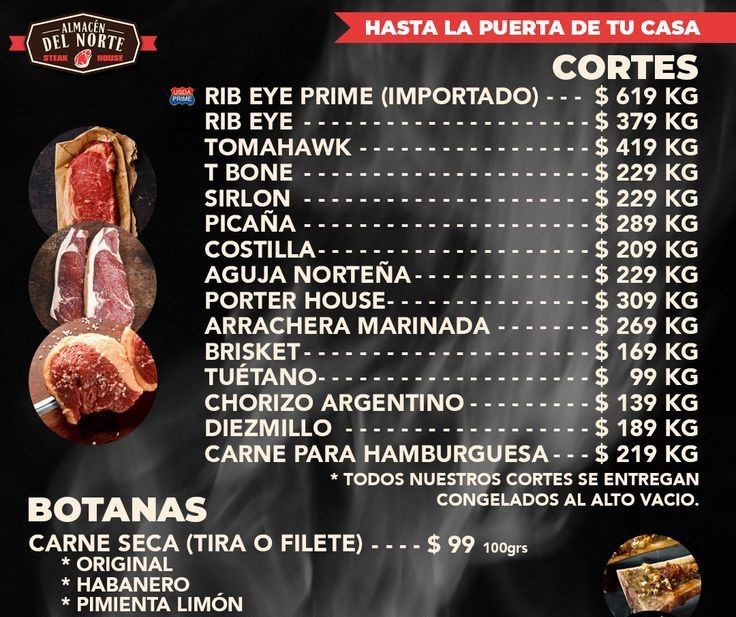 ALMACÉN
DEL NORTE
STEAK HOUSE
HASTA LA PUERTA DE TU CASA
CORTES
USDA
PRIME
RIB EYE PRIME (IMPORTADO) - - - $ 619 KG
RIB EYE - - - - - - - - - - - - - - - - - - - - - $ 379 KG
TOMAHAWK - - - - - - - - - - - - - - - - - $ 419 KG
T BONE - - - - - - - - - - - - - - - - - - - - - $ 229 KG
SIRLON - - - - - - - - - - - - - - - - - - - - - $ 229 KG
PICAÑA - - - - - - - - - - - - - - - - - - - - - $ 289 KG
COSTILLA- - - - - - - - - - - - - - - - - - - - $ 209 KG
AGUJA NORTEÑA- - - - - - - - - - - - - $ 229 KG
PORTER HOUSE- - - - - - - - - - - - - - - $ 309 KG
ARRACHERA MARINADA - - - - - - - $ 269 KG
BRISKET- - - - - - - - - - - - - - - - - - - - - $ 169 KG
TUÉTANO- - - - - - - - - - - - - - - - - - - - $ 99 KG
CHORIZO ARGENTINO - - - - - - - - - $ 139 KG
DIEZMILLO - - - - - - - - - - - - - - - - - - $ 189 KG
CARNE PARA HAMBURGUESA - - - $ 219 KG
* TODOS NUESTROS CORTES SE ENTREGAN
CONGELADOS AL ALTO VACIO.
BOTANAS
CARNE SECA (TIRA O FILETE) - - - - $ 99 100grs
* ORIGINAL
* HABANERO
* PIMIENTA LIMÓN